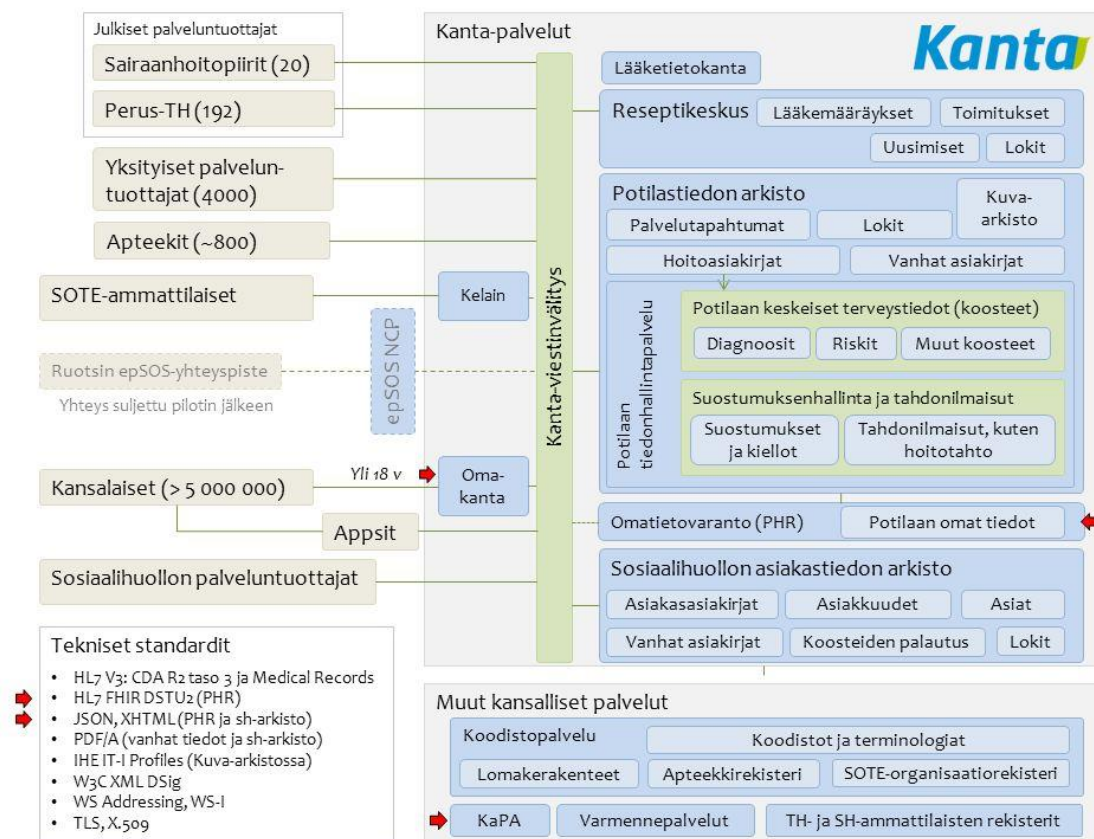 Julkiset palveluntuottajat
Sairaanhoitopiirit (20)
Perus-TH (192)
Yksityiset palvelun-
tuottajat (4000)
Apteekit (~800)
SOTE-ammattilaiset
Ruotsin epSOS-yhteyspiste
Yhteys suljettu pilotin jälkeen
epSOS NCP
Kansalaiset (> 5 000 000)
Yli 18 v
Appsit
Sosiaalihuollon palveluntuottajat
Tekniset standardit
• HL7 V3: CDA R2 taso 3 ja Medical Records
• HL7 FHIR DSTU2 (PHR)
• JSON, XHTML (PHR ja sh-arkisto)
• PDF/A (vanhat tiedot ja sh-arkisto)
• IHE IT-I Profiles (Kuva-arkistossa)
• W3C XML DSig
• WS Addressing, WS-I
• TLS, X.509
Kanta-palvelut
Kanta
Kelain
Oma-
kanta
Kanta-viestinvälitys
Lääketietokanta
Reseptikeskus
Lääkemääräykset
Toimitukset
Uusimiset
Lokit
Potilastiedon arkisto
Kuva-
arkisto
Palvelutapahtumat
Lokit
Hoitoasiakirjat
Vanhat asiakirjat
Potilaan
tiedonhallintapalvelu
Potilaan keskeiset terveystiedot (koosteet)
Diagnoosit
Riskit
Muut koosteet
Suostumuksenhallinta ja tahdonilmaisut
Suostumukset
ja kiellot
Tahdonilmaisut, kuten
hoitotahto
Omatietovaranto (PHR)
Potilaan omat tiedot
Sosiaalihuollon asiakastiedon arkisto
Asiakasasiakirjat
Asiakkuudet
Asiat
Vanhat asiakirjat
Koosteiden palautus
Lokit
Muut kansalliset palvelut
Koodistopalvelu
Koodistot ja terminologiat
Lomakerakenteet
Apteekkirekisteri
SOTE-organisaatiorekisteri
KaPA
Varmennepalvelut
TH- ja SH-ammattilaisten rekisterit